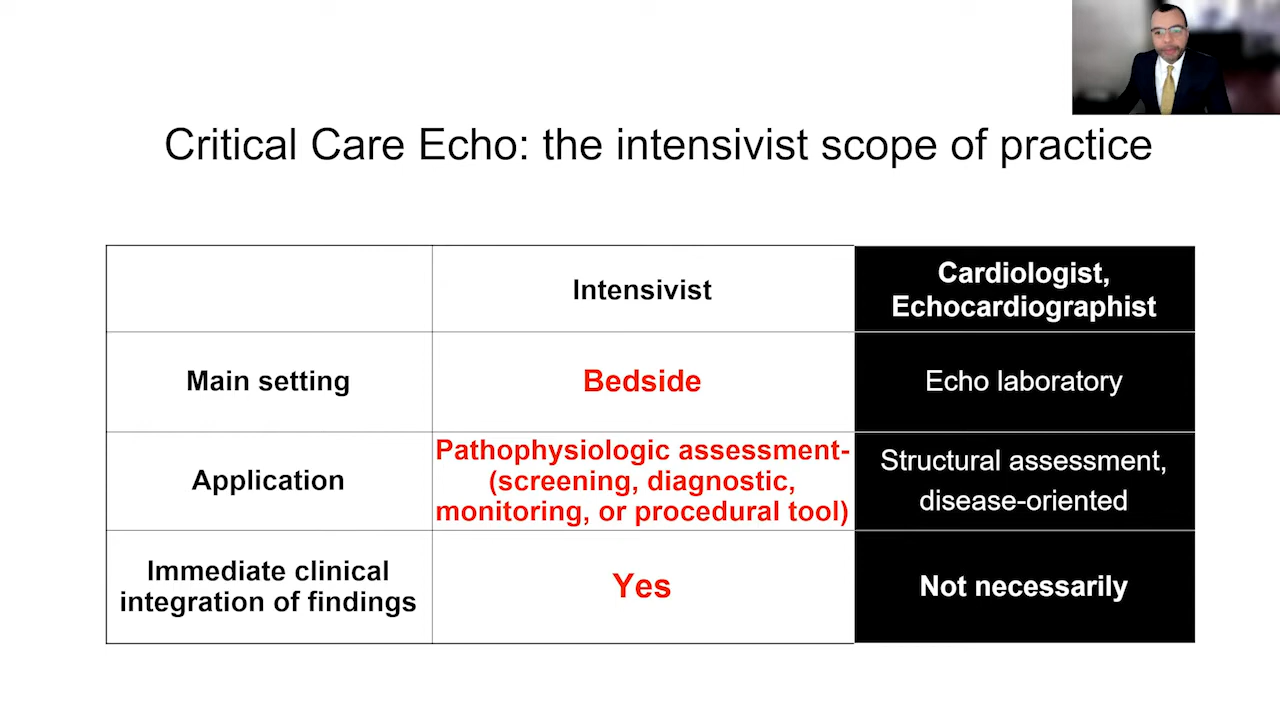 Critical Care Echo: the intensivist scope of practice
Intensivist
Cardiologist,
Echocardiographist
Main setting
Bedside
Echo laboratory
Application
Pathophysiologic assessment-
(screening, diagnostic,
monitoring, or procedural tool)
Structural assessment,
disease-oriented
Immediate clinical
integration of findings
Yes
Not necessarily